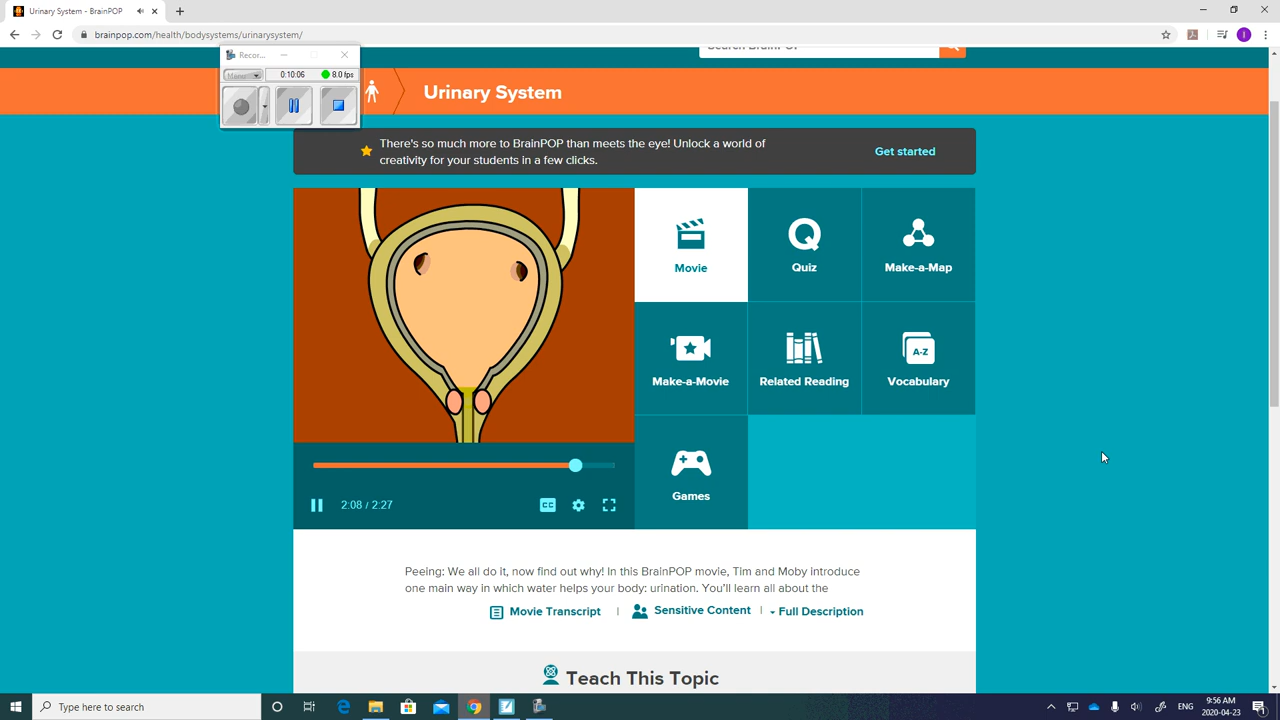 Urinary System - BrainPOP
brainpop.com/health/bodysystems/urinarysystem/
Search BrainPOP
Recor...
Menu
0:10:06
8.0 fps
Urinary System
There's so much more to BrainPOP than meets the eye! Unlock a world of
creativity for your students in a few clicks.
Get started
Movie
Q
Quiz
Make-a-Map
Make-a-Movie
Related Reading
A-Z
Vocabulary
Games
2:08 / 2:27
CC
Peeing: We all do it, now find out why! In this BrainPOP movie, Tim and Moby introduce
one main way in which water helps your body: urination. You'll learn all about the
Movie Transcript | Sensitive Content | Full Description
Teach This Topic
Type here to search
ENG
9:56 AM
2020-04-23
1